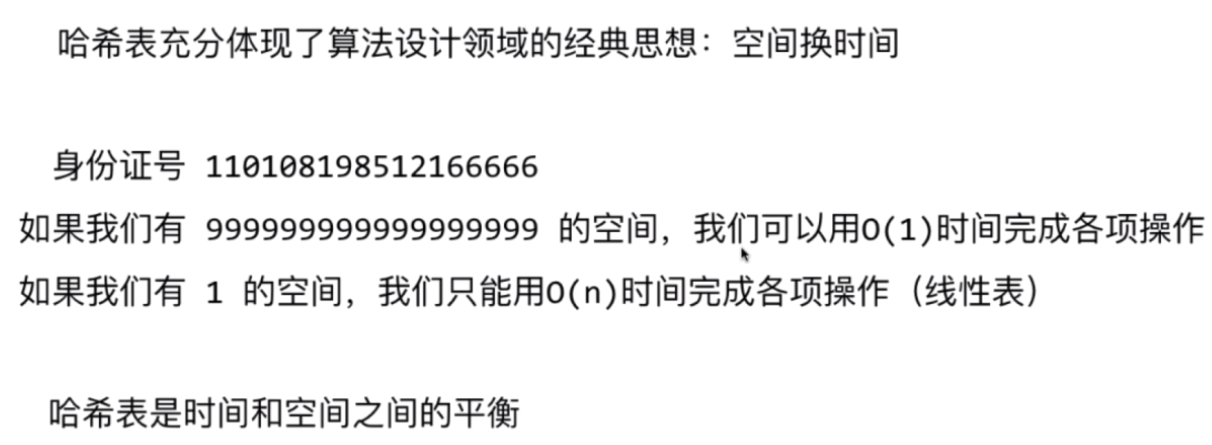 哈希表充分体现了算法设计领域的经典思想：空间换时间
身份证号 110108198512166666
如果我们有 999999999999999999 的空间，我们可以用O(1)时间完成各项操作
如果我们有 1 的空间，我们只能用O(n)时间完成各项操作（线性表）
哈希表是时间和空间之间的平衡